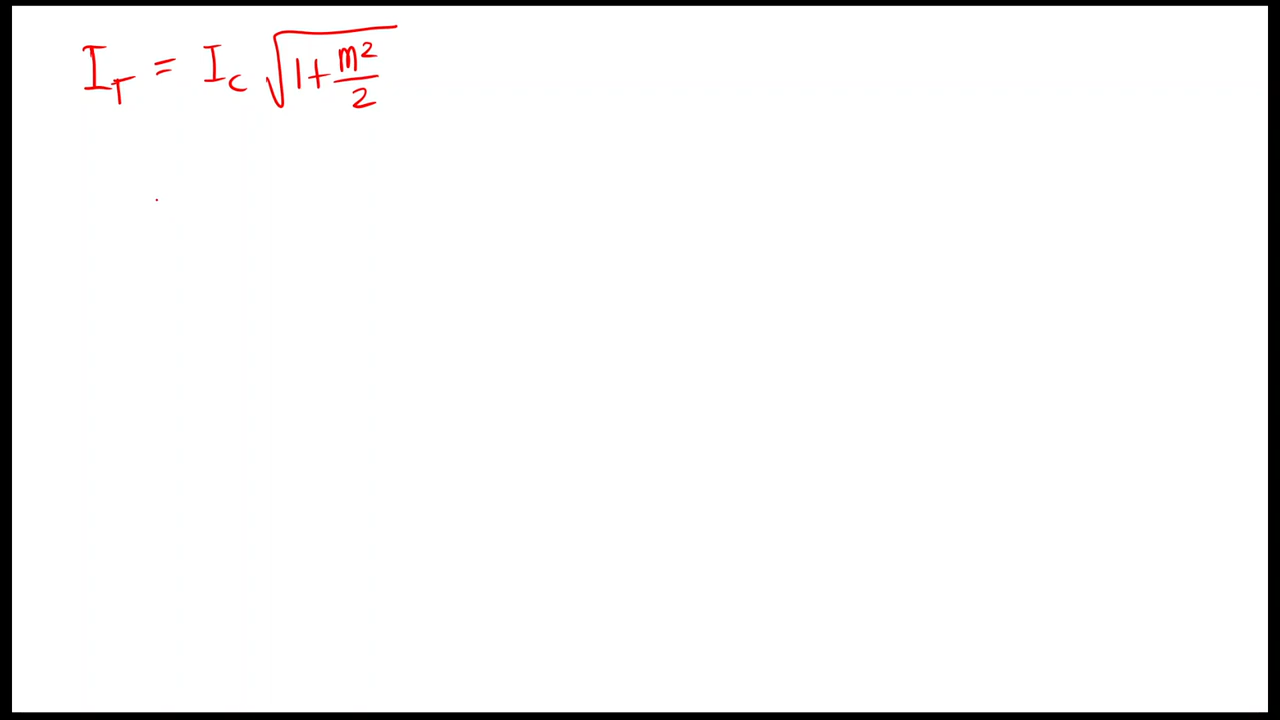 I_T = I_C √(1 + m²/2)